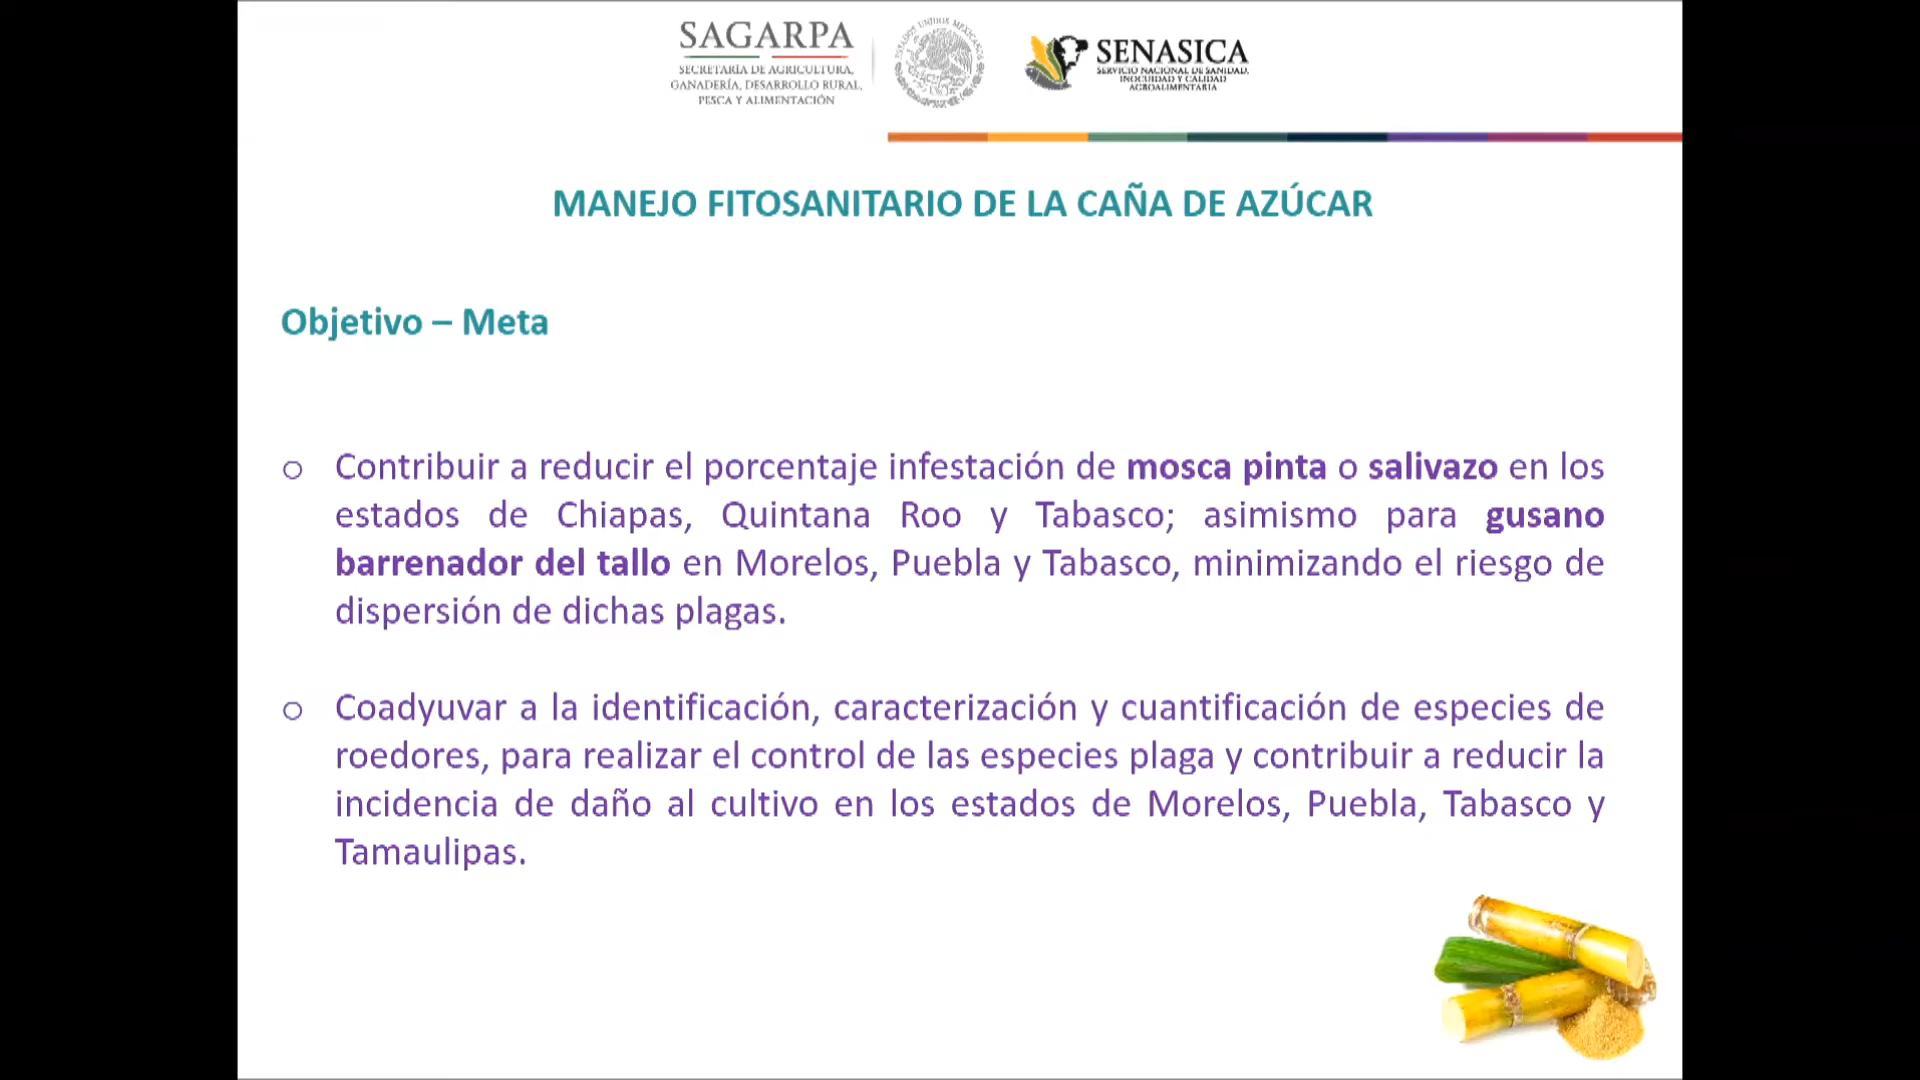 SAGARPA
SECRETARÍA DE AGRICULTURA,
GANADERÍA, DESARROLLO RURAL,
PESCA Y ALIMENTACIÓN
ESTADOS UNIDOS MEXICANOS
SENASICA
SERVICIO NACIONAL DE SANIDAD,
INOCUIDAD Y CALIDAD
AGROALIMENTARIA
MANEJO FITOSANITARIO DE LA CAÑA DE AZÚCAR
Objetivo – Meta
o Contribuir a reducir el porcentaje infestación de mosca pinta o salivazo en los
estados de Chiapas, Quintana Roo y Tabasco; asimismo para gusano
barrenador del tallo en Morelos, Puebla y Tabasco, minimizando el riesgo de
dispersión de dichas plagas.
o Coadyuvar a la identificación, caracterización y cuantificación de especies de
roedores, para realizar el control de las especies plaga y contribuir a reducir la
incidencia de daño al cultivo en los estados de Morelos, Puebla, Tabasco y
Tamaulipas.